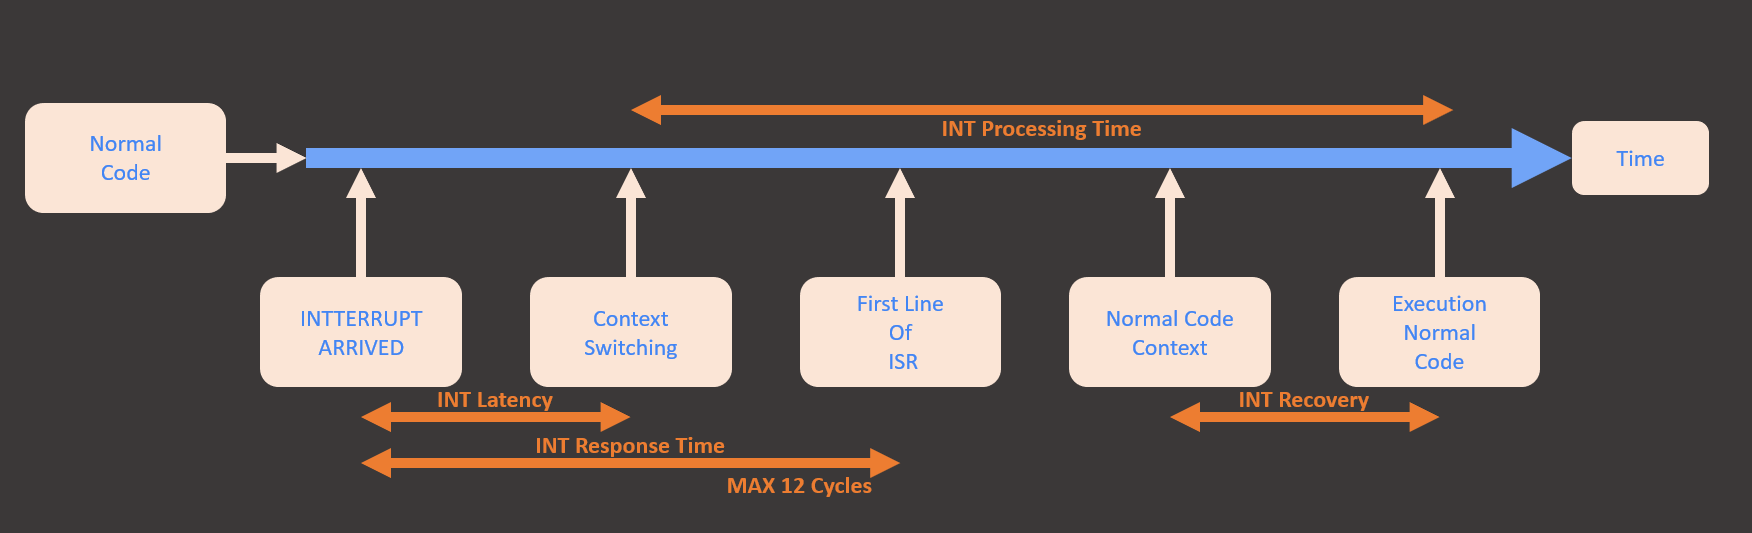 INT Processing Time
Normal
Code
Time
INTTERRUPT
ARRIVED
Context
Switching
First Line
Of
ISR
Normal Code
Context
Execution
Normal
Code
INT Latency
INT Recovery
INT Response Time
MAX 12 Cycles